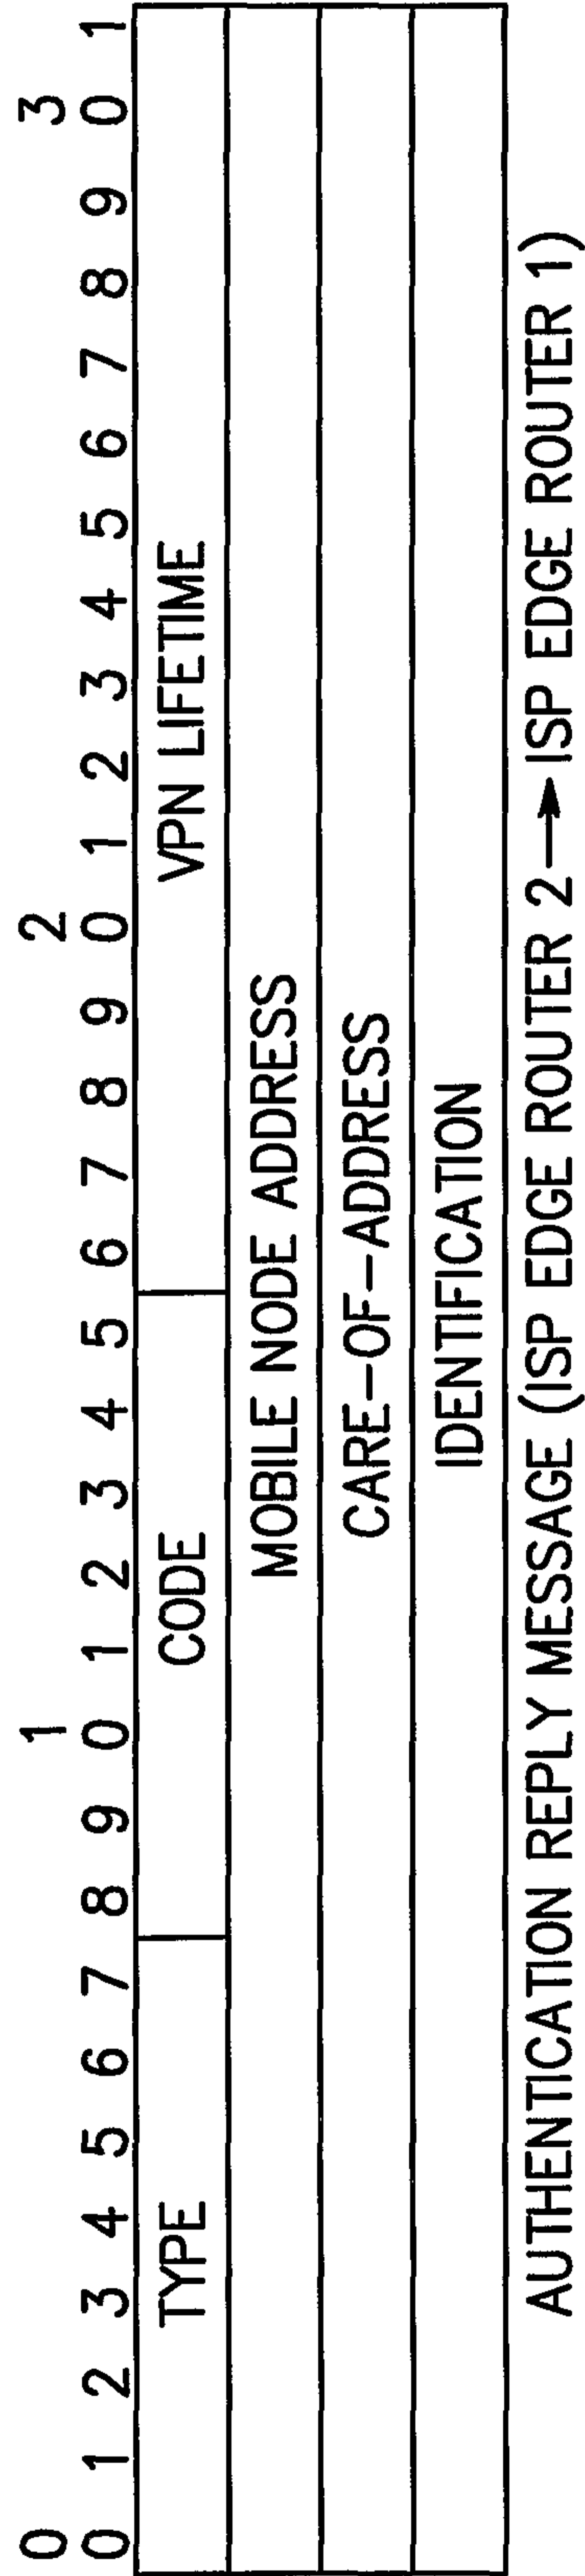 0 1 2 3
0 1 2 3 4 5 6 7 8 9 0 1 2 3 4 5 6 7 8 9 0 1 2 3 4 5 6 7 8 9 0 1
TYPE CODE VPN LIFETIME
MOBILE NODE ADDRESS
CARE-OF-ADDRESS
IDENTIFICATION
AUTHENTICATION REPLY MESSAGE (ISP EDGE ROUTER 2→ISP EDGE ROUTER 1)